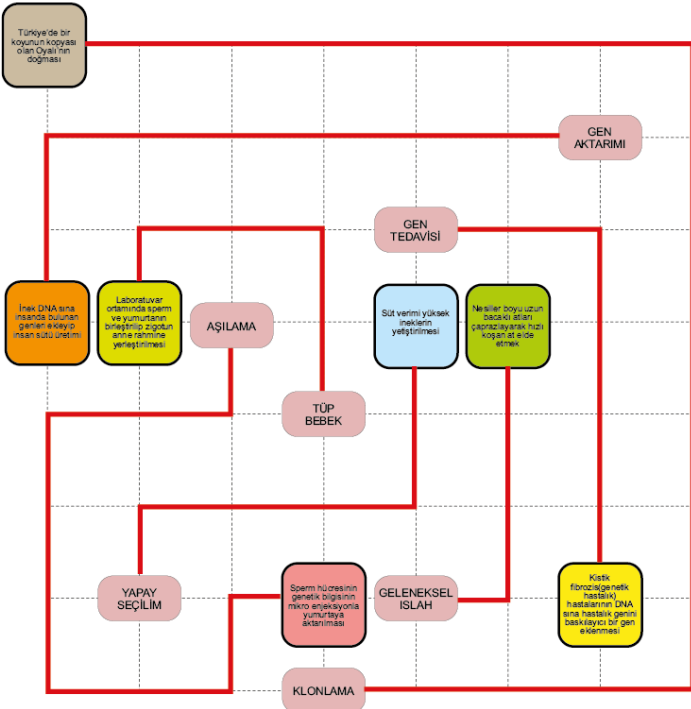 Türkiye'de bir
koyunun kopyası
olan Oyalı'nın
doğması
GEN
AKTARIMI
GEN
TEDAVİSİ
İnek DNA sına
insanda bulunan
genleri ekleyip
insan sütü üretimi
Laboratuvar
ortamında sperm
ve yumurtanın
birleştirilip zigotun
anne rahmine
yerleştirilmesi
AŞILAMA
Süt verimi yüksek
ineklerin
yetiştirilmesi
Nesiller boyu uzun
bacaklı atları
çaprazlayarak hızlı
koşan at elde
etmek
TÜP
BEBEK
YAPAY
SEÇİLİM
Sperm hücresinin
genetik bilgisinin
mikro enjeksiyonla
yumurtaya
aktarılması
GELENEKSEL
ISLAH
Kistik
fibrozis(genetik
hastalık)
hastalarının DNA
sına hastalık genini
baskılayıcı bir gen
eklenmesi
KLONLAMA